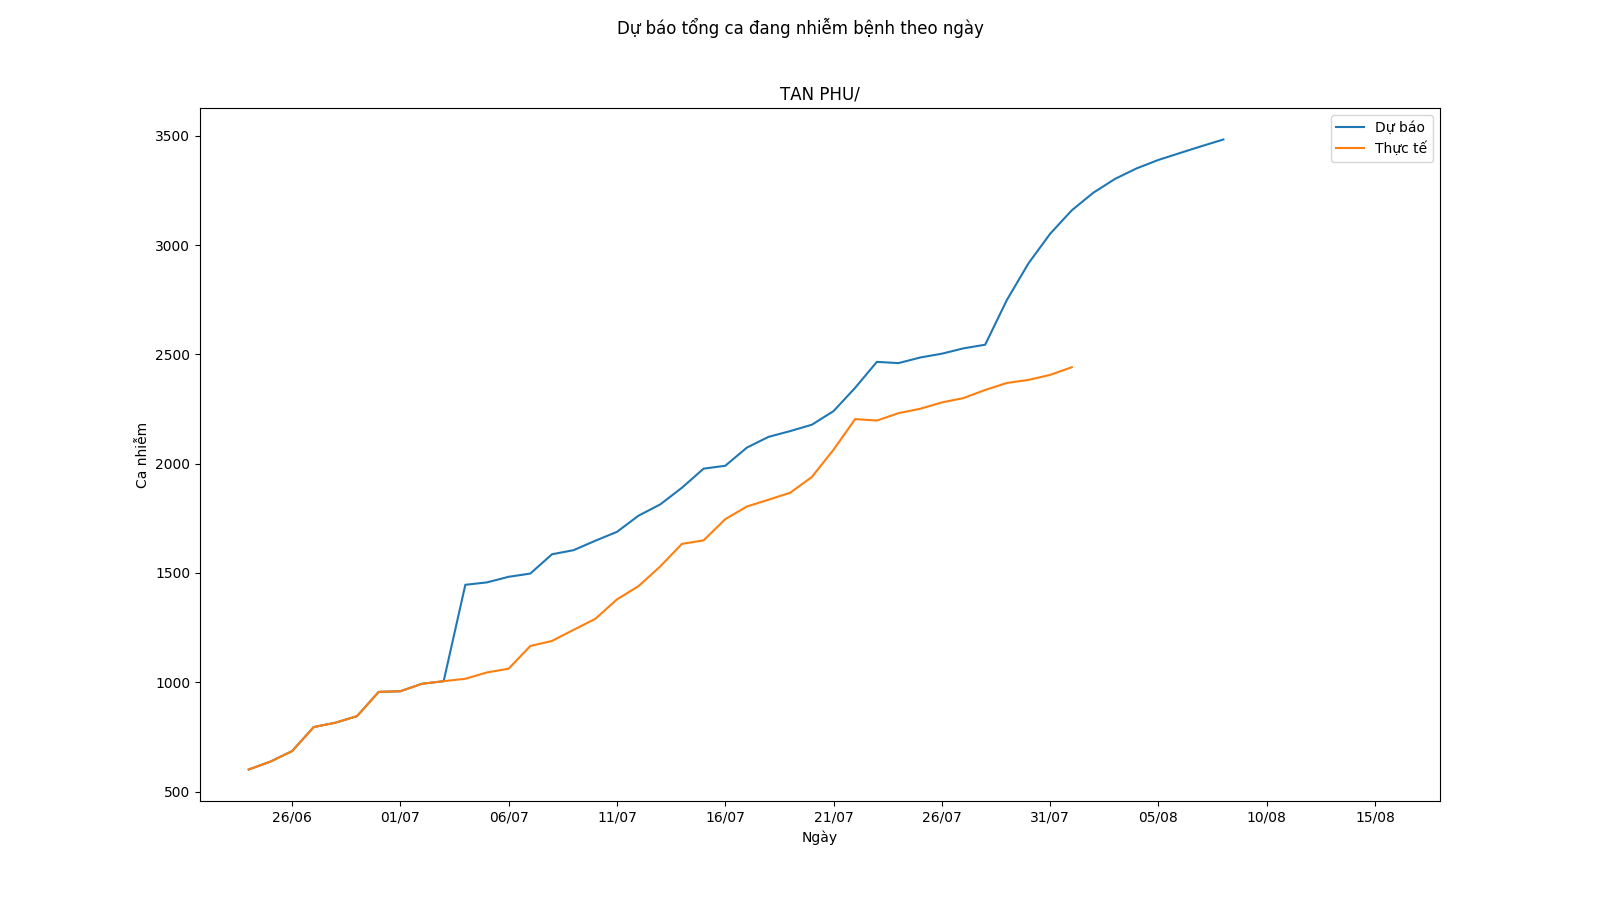 Dự báo tổng ca đang nhiễm bệnh theo ngày
TAN PHU/
Dự báo
Thực tế
Ca nhiễm
3500
3000
2500
2000
1500
1000
500
26/06 01/07 06/07 11/07 16/07 21/07 26/07 31/07 05/08 10/08 15/08
Ngày